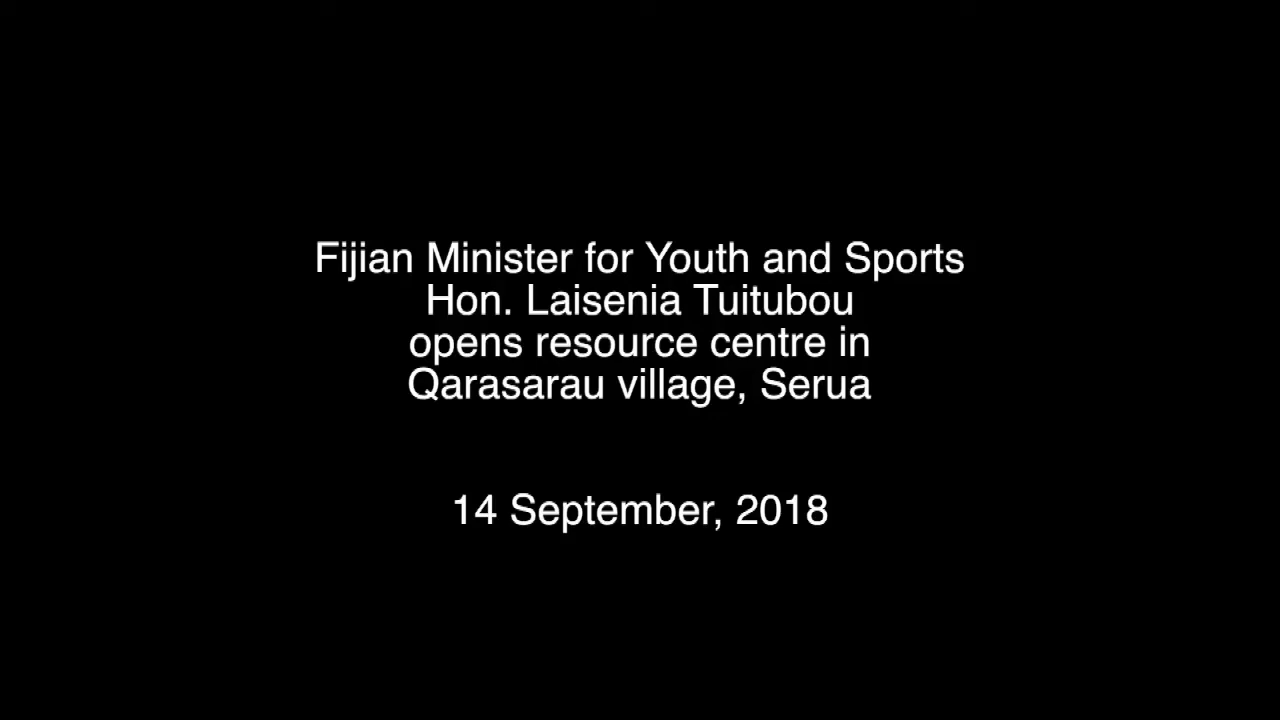 Fijian Minister for Youth and Sports
Hon. Laisenia Tuitubou
opens resource centre in
Qarasarau village, Serua
14 September, 2018